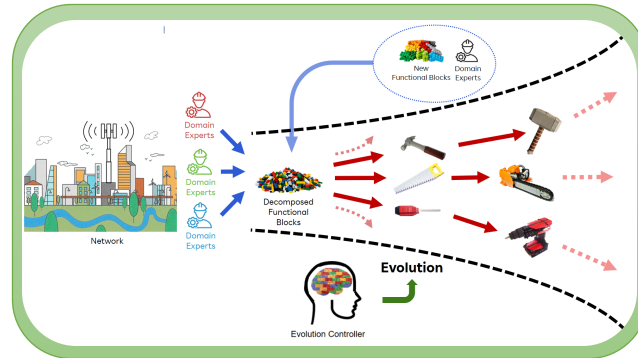 New
Functional Blocks
Domain
Experts
Domain
Experts
Domain
Experts
Domain
Experts
Network
Decomposed
Functional
Blocks
Evolution
Evolution Controller